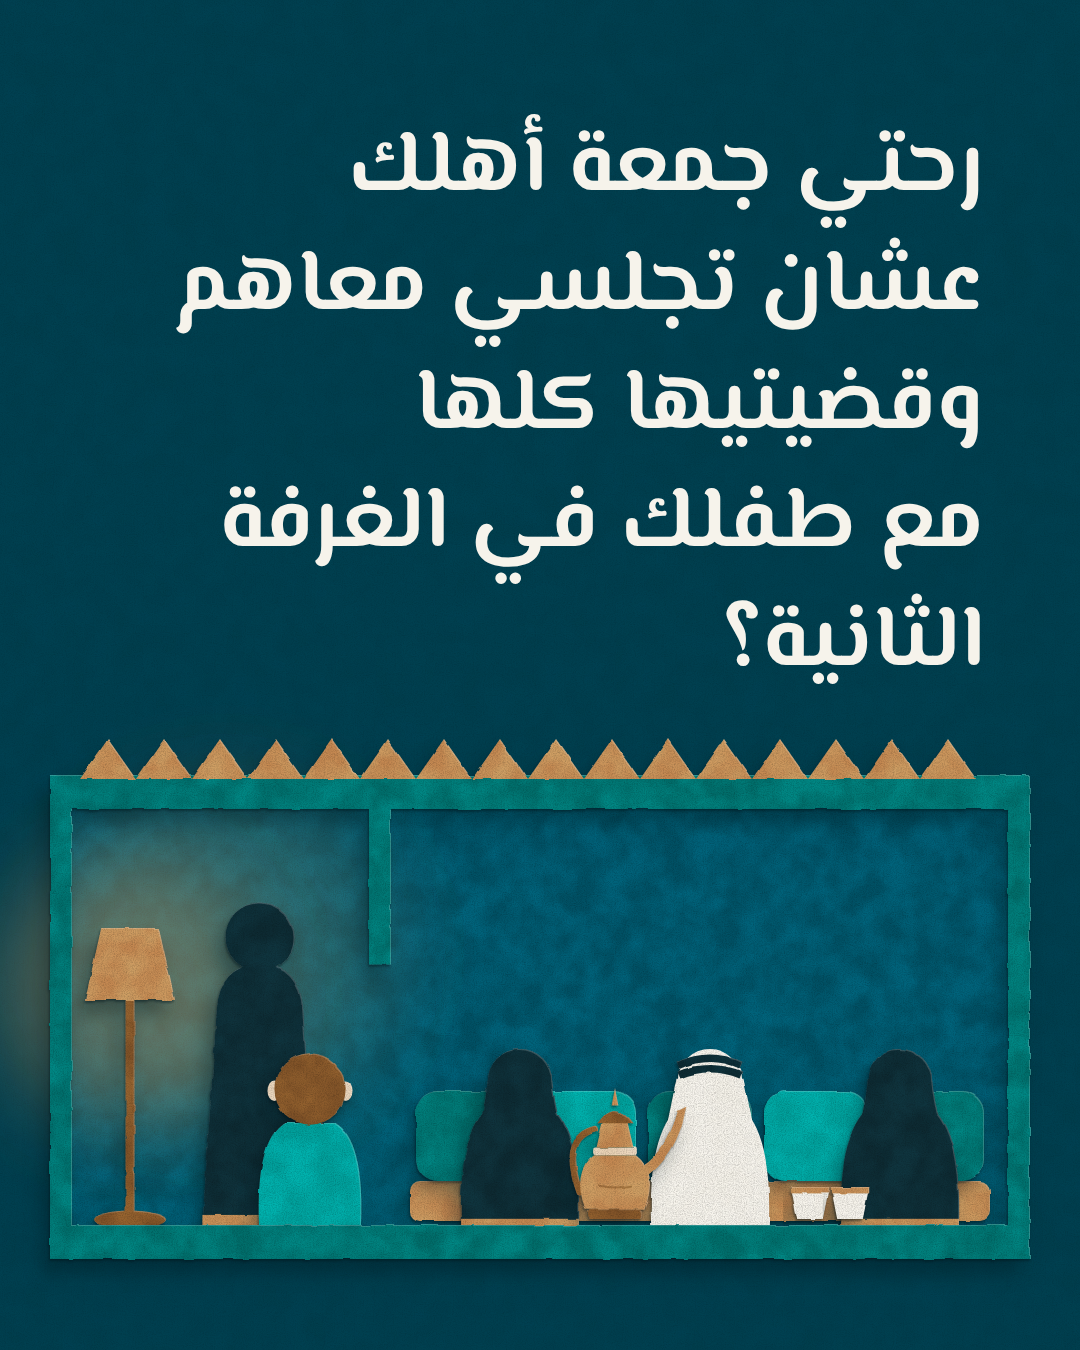 رحتي جمعة أهلك
عشان تجلسي معاهم
وقضيتيها كلها
مع طفلك في الغرفة
الثانية؟